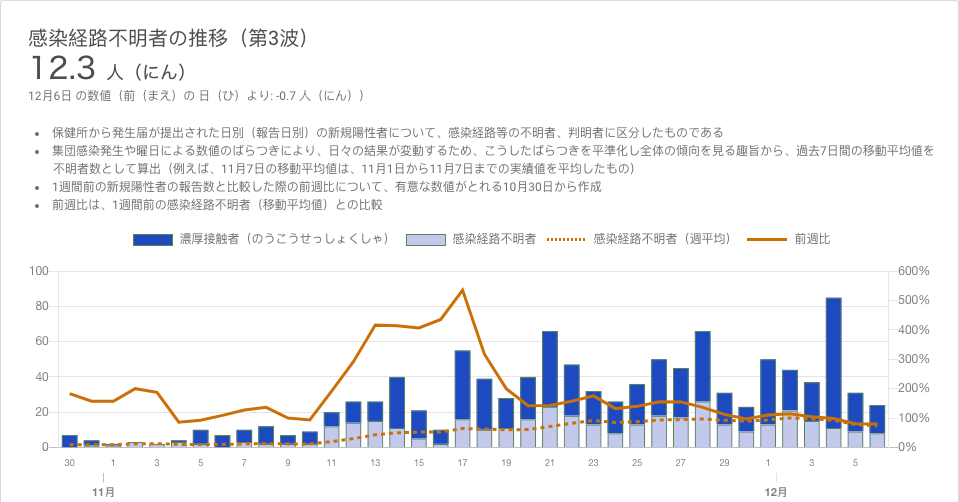 感染経路不明者の推移（第3波）
12.3 人（にん）
12月6日 の数値（前（まえ）の 日（ひ）より: -0.7 人（にん））
• 保健所から発生届が提出された日別（報告日別）の新規陽性者について、感染経路等の不明者、判明者に区分したものである
• 集団感染発生や曜日による数値のばらつきにより、日々の結果が変動するため、こうしたばらつきを平準化し全体の傾向を見る趣旨から、過去7日間の移動平均値を
不明者数として算出（例えば、11月7日の移動平均値は、11月1日から11月7日までの実績値を平均したもの）
• 1週間前の新規陽性者の報告数と比較した際の前週比について、有意な数値がとれる10月30日から作成
• 前週比は、1週間前の感染経路不明者（移動平均値）との比較
濃厚接触者（のうこうせっしょくしゃ） 感染経路不明者 感染経路不明者（週平均） 前週比
100 600%
500%
80
400%
60
300%
40
200%
20
100%
0 0%
30 1 3 5 7 9 11 13 15 17 19 21 23 25 27 29 1 3 5
11月 12月